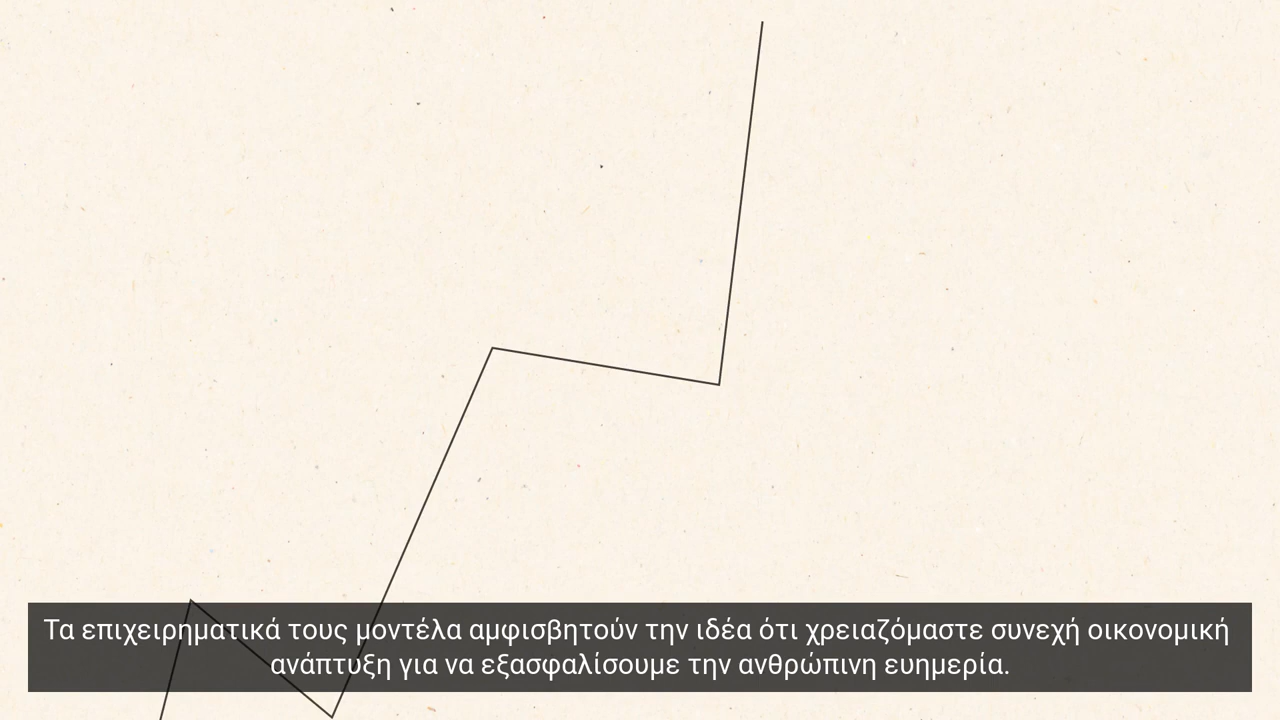 Τα επιχειρηματικά τους μοντέλα αμφισβητούν την ιδέα ότι χρειαζόμαστε συνεχή οικονομική
ανάπτυξη για να εξασφαλίσουμε την ανθρώπινη ευημερία.